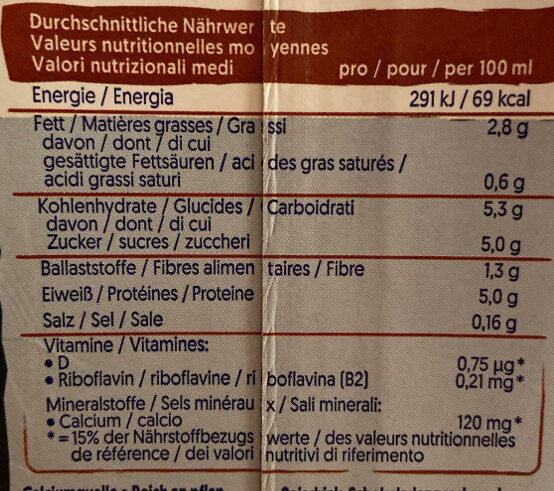 Durchschnittliche Nährwerte
Valeurs nutritionnelles moyennes
Valori nutrizionali medi pro / pour / per 100 ml
Energie / Energia 291 kJ / 69 kcal
Fett / Matières grasses / Grassi 2,8 g
davon / dont / di cui
gesättigte Fettsäuren / acides gras saturés /
acidi grassi saturi 0,6 g
Kohlenhydrate / Glucides / Carboidrati 5,3 g
davon / dont / di cui
Zucker / sucres / zuccheri 5,0 g
Ballaststoffe / Fibres alimentaires / Fibre 1,3 g
Eiweiß / Protéines / Proteine 5,0 g
Salz / Sel / Sale 0,16 g
Vitamine / Vitamines:
• D 0,75 µg*
• Riboflavin / riboflavine / riboflavina (B2) 0,21 mg*
Mineralstoffe / Sels minéraux / Sali minerali:
• Calcium / calcio 120 mg*
* = 15% der Nährstoffbezugswerte / des valeurs nutritionnelles
de référence / dei valori nutritivi di riferimento